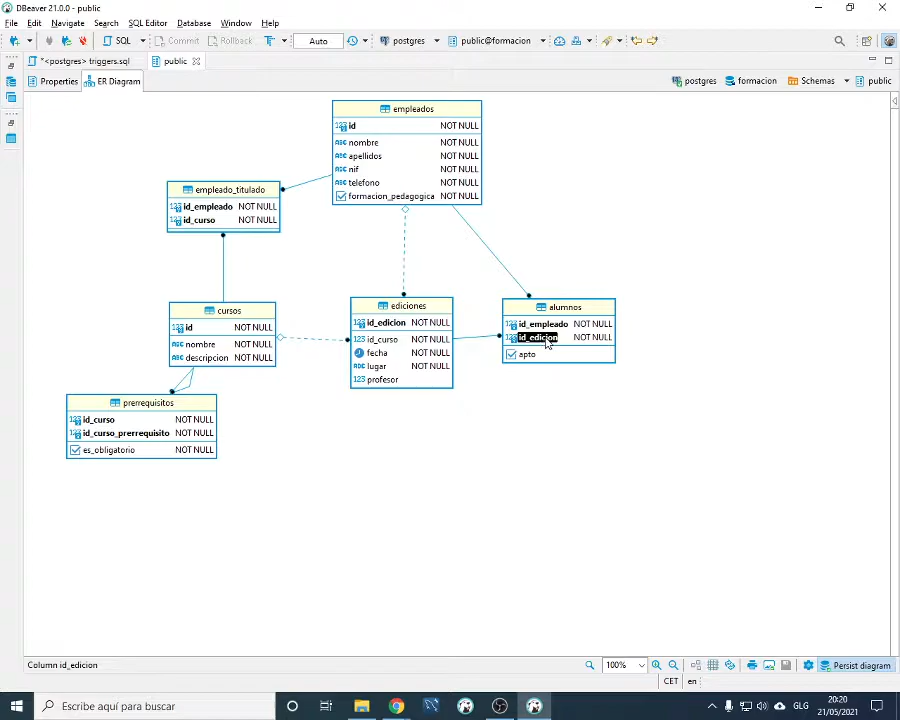 DBeaver 21.0.0 - public
File Edit Navigate Search SQL Editor Database Window Help
SQL Commit Rollback Auto postgres public@formacion
*<postgres> triggers.sql public
Properties ER Diagram postgres formacion Schemas public
empleados
id NOT NULL
nombre NOT NULL
apellidos NOT NULL
nif NOT NULL
telefono NOT NULL
formacion_pedagogica NOT NULL
empleado_titulado
id_empleado NOT NULL
id_curso NOT NULL
cursos
id NOT NULL
nombre NOT NULL
descripcion NOT NULL
ediciones
id_edicion NOT NULL
id_curso NOT NULL
fecha NOT NULL
lugar NOT NULL
profesor
alumnos
id_empleado NOT NULL
id_edicion NOT NULL
apto
prerrequisitos
id_curso NOT NULL
id_curso_prerrequisito NOT NULL
es_obligatorio NOT NULL
Column id_edicion 100% Persist diagram
CET en
Escribe aquí para buscar
GLG
20:20
21/05/2021